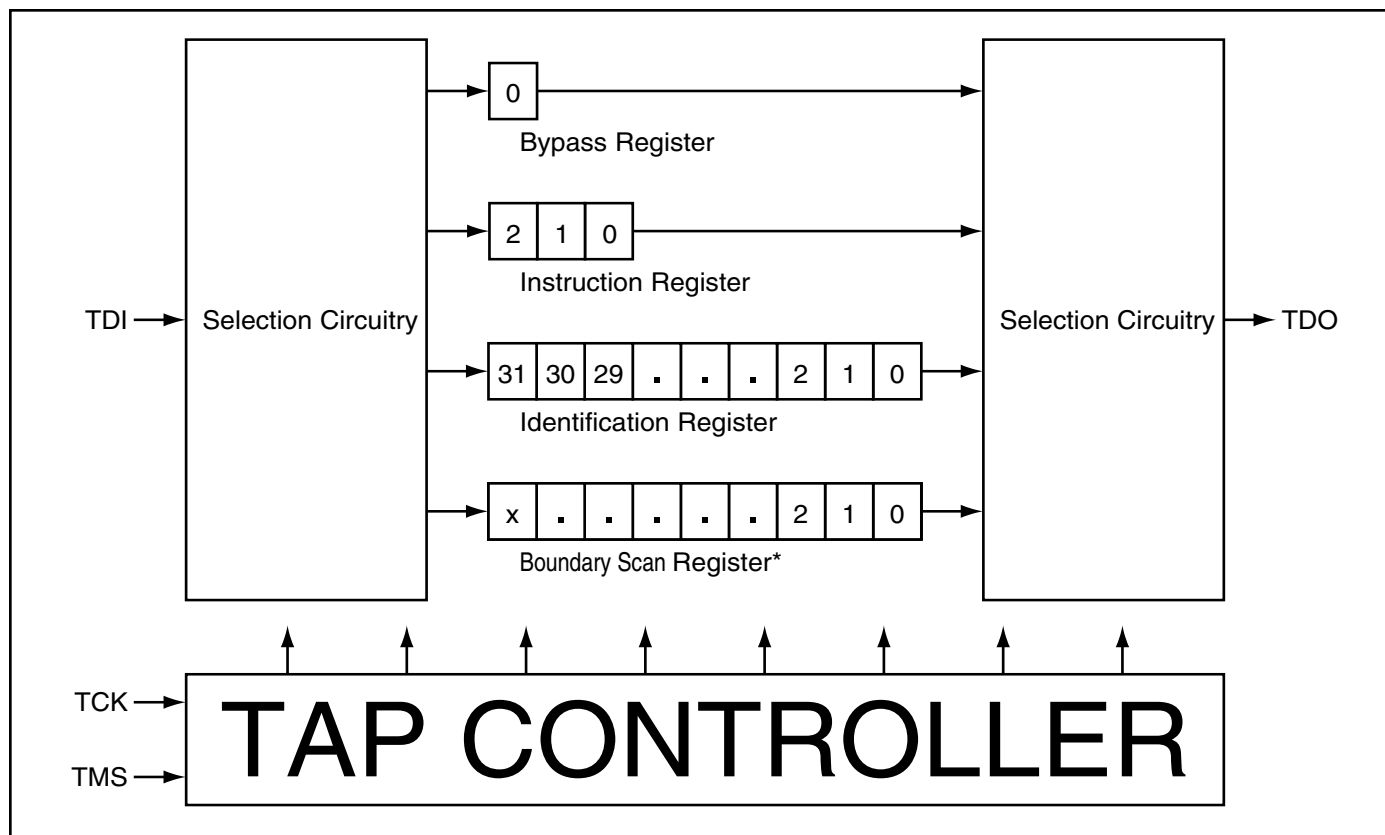 0
Bypass Register
2 1 0
Instruction Register
TDI
Selection Circuitry
Selection Circuitry
TDO
31 30 29 . . . 2 1 0
Identification Register
x . . . . . 2 1 0
Boundary Scan Register*
TCK
TAP CONTROLLER
TMS